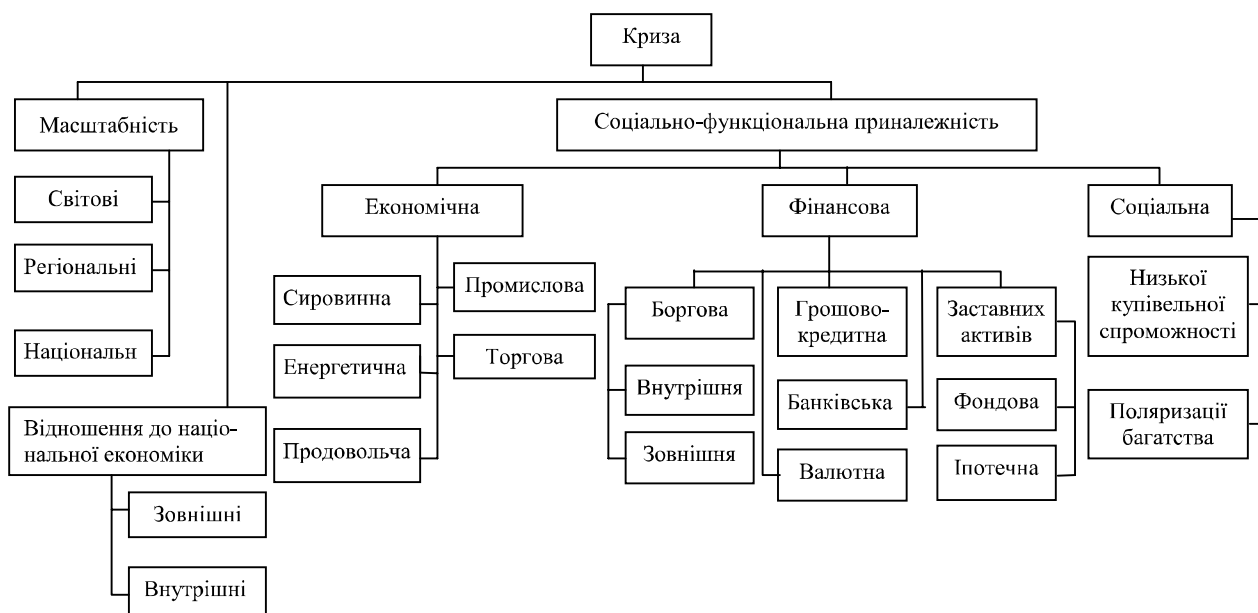 Криза
Масштабність
Соціально-функціональна приналежність
Світові
Регіональні
Національн
Відношення до націо-
нальної економіки
Зовнішні
Внутрішні
Економічна
Сировинна
Промислова
Енергетична
Торгова
Продовольча
Фінансова
Боргова
Внутрішня
Зовнішня
Грошово-
кредитна
Банківська
Валютна
Заставних
активів
Фондова
Іпотечна
Соціальна
Низької
купівельної
спроможності
Поляризації
багатства